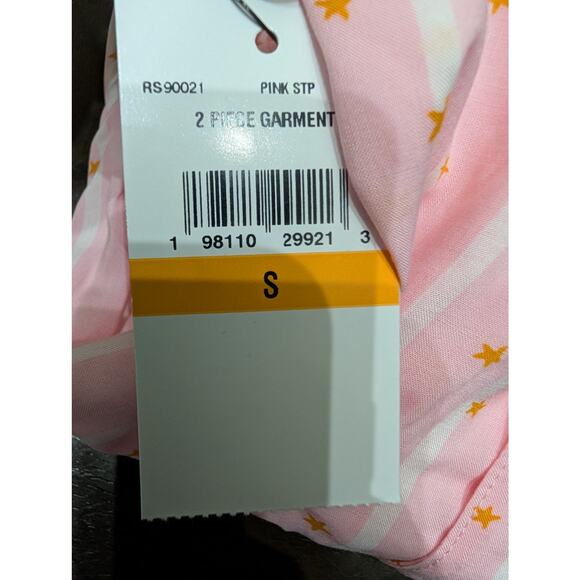 RS90021 PINK STP
2 PIECE GARMENT
1 98110 29921 3
S